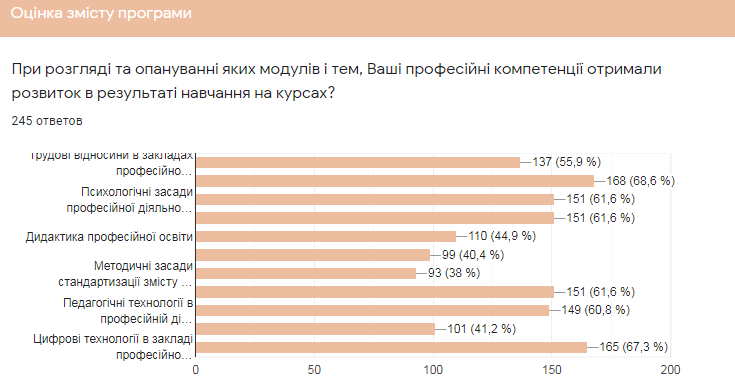 Оцінка змісту програми
При розгляді та опануванні яких модулів і тем, Ваші професійні компетенції отримали
розвиток в результаті навчання на курсах?
245 ответов
Трудові відносини в закладах
професійно…
137 (55,9 %)
168 (68,6 %)
Психологічні засади
професійної діяльно…
151 (61,6 %)
151 (61,6 %)
Дидактика професійної освіти
110 (44,9 %)
99 (40,4 %)
Методичні засади
стандартизації змісту …
93 (38 %)
151 (61,6 %)
Педагогічні технології в
професійній ді…
149 (60,8 %)
101 (41,2 %)
Цифрові технології в закладі
професійно…
165 (67,3 %)
0 50 100 150 200